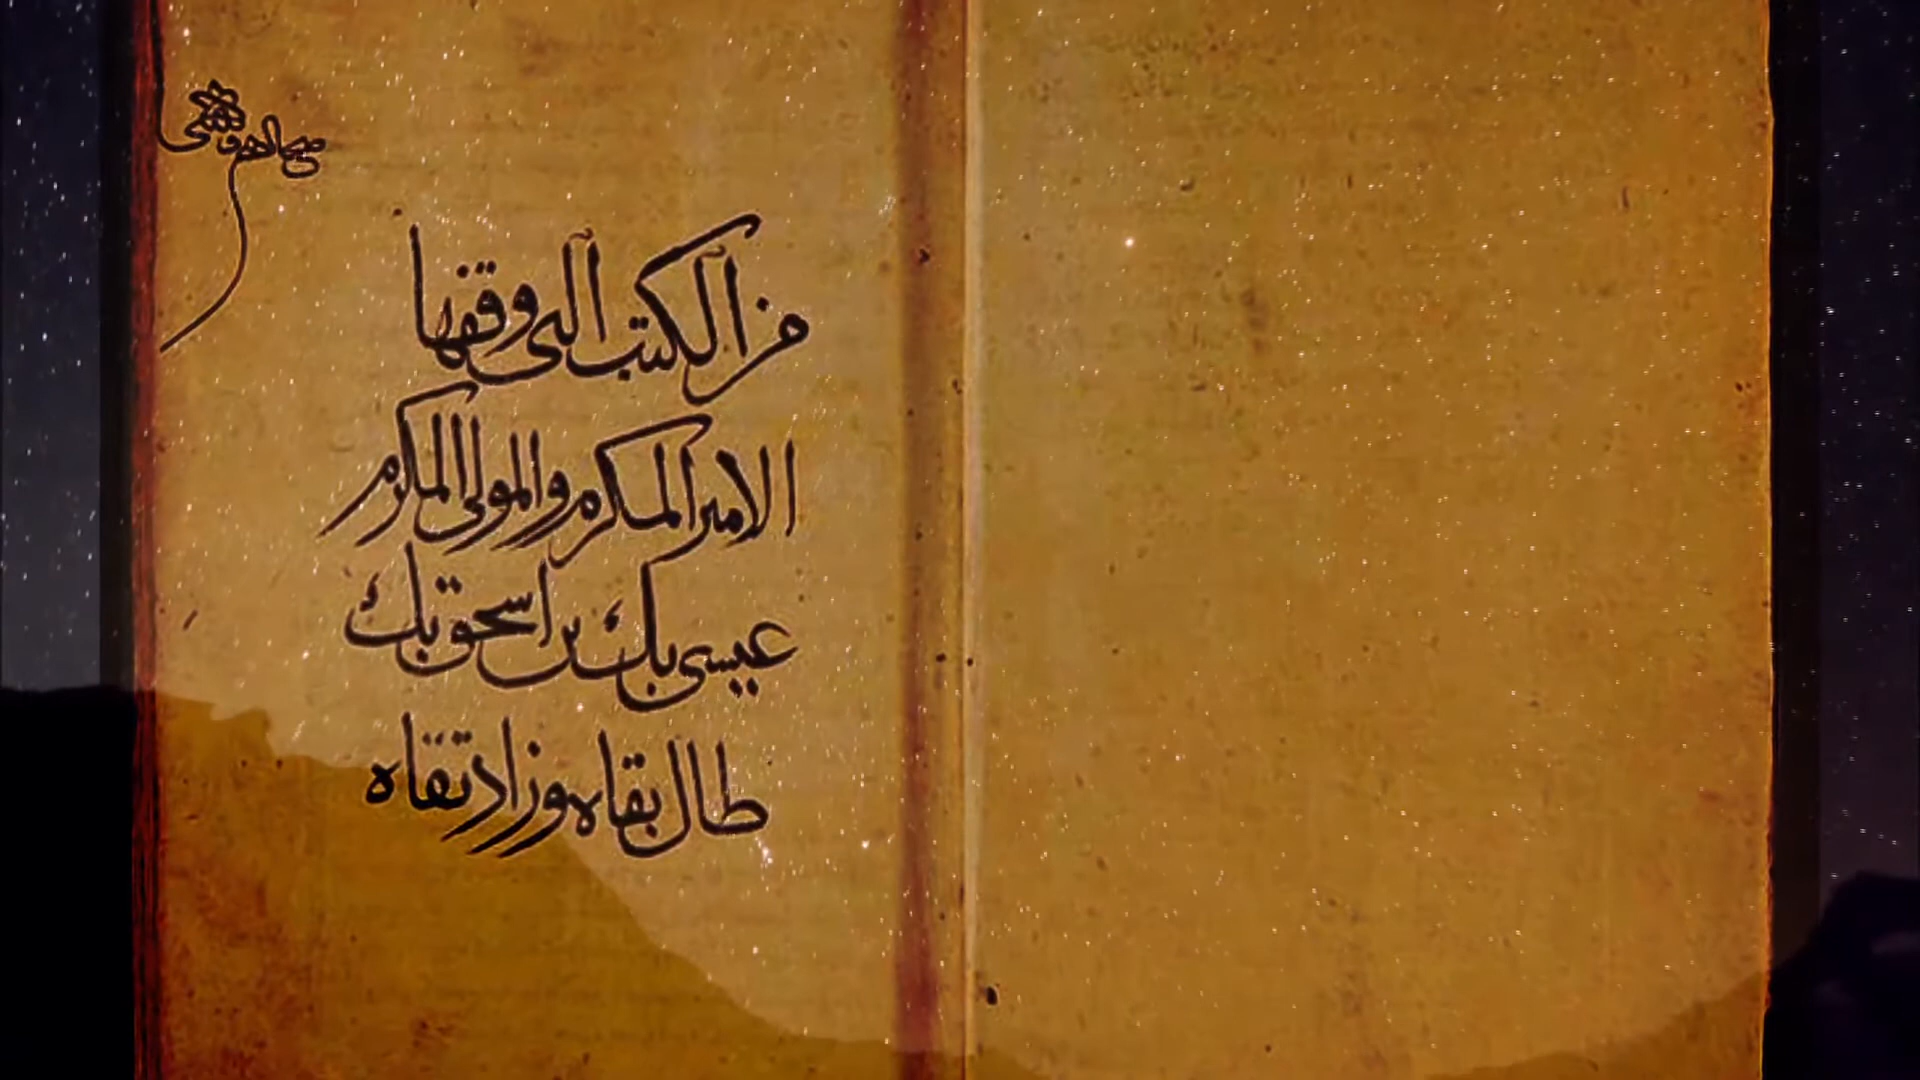 من الكتب التى وقفها
الامير المكرم والمولى المكرم
عيسى بك بن اسحق بك
طال بقاه وزاد تقاه